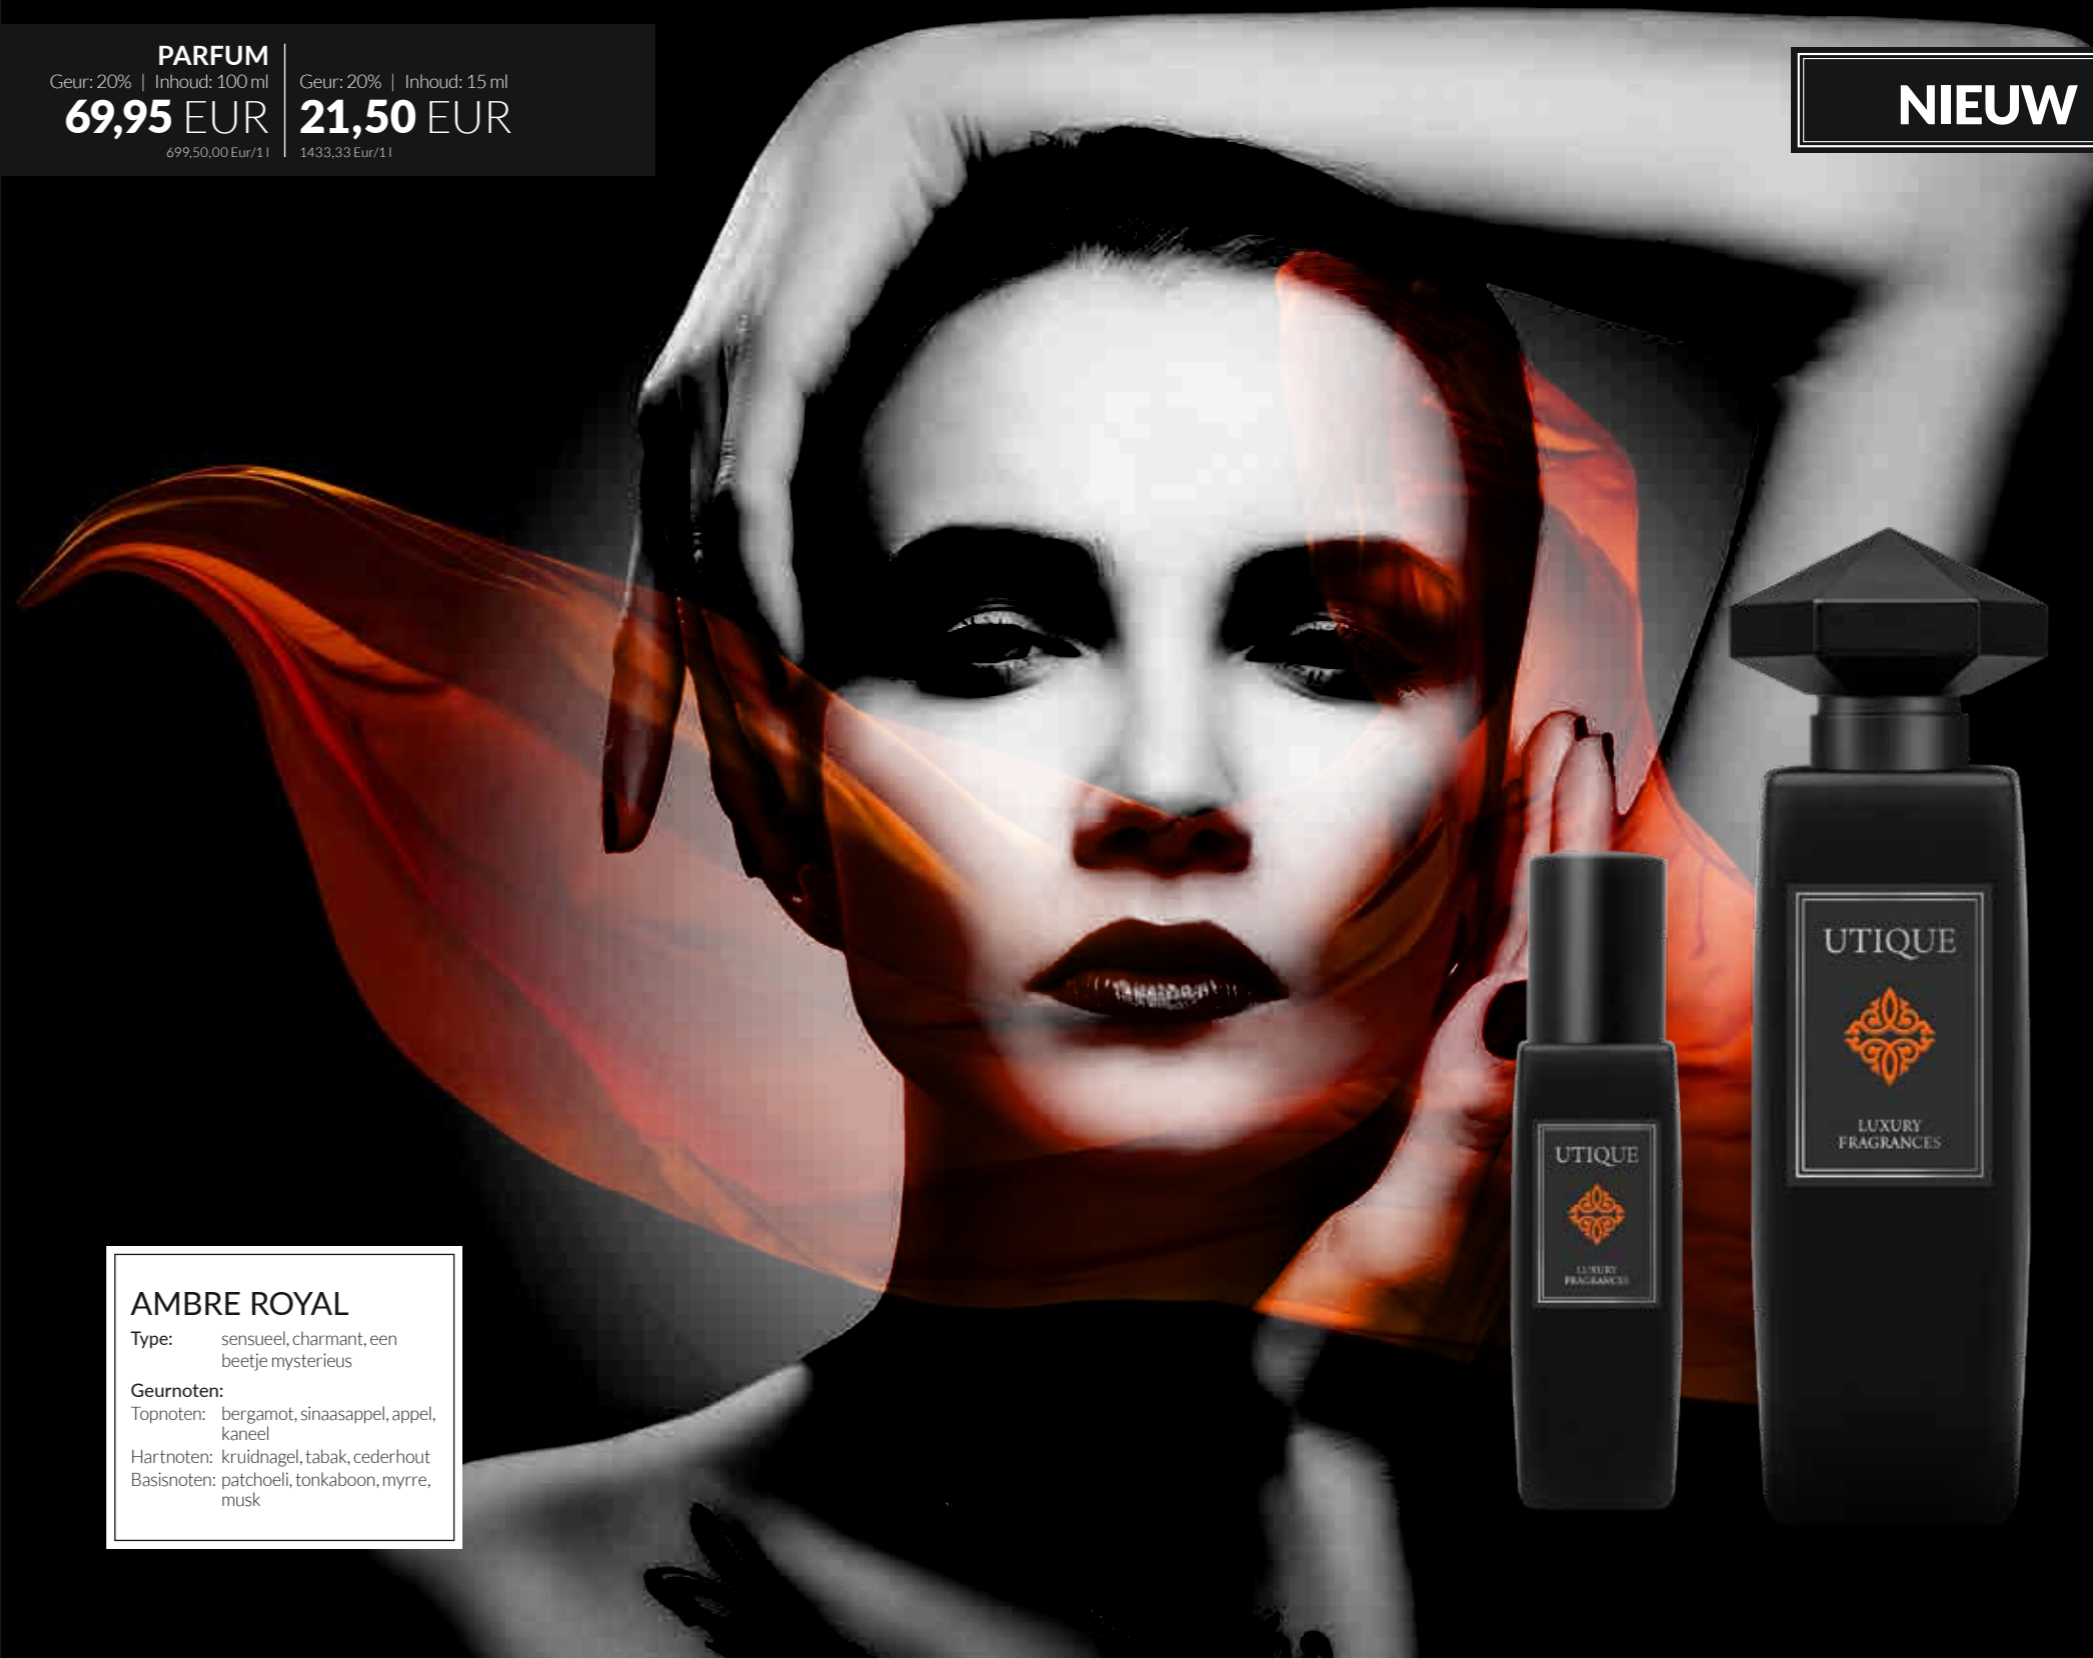 PARFUM
Geur: 20% | Inhoud: 100 ml
69,95 EUR
699,50,00 Eur/1 l
Geur: 20% | Inhoud: 15 ml
21,50 EUR
1433,33 Eur/1 l
NIEUW
UTIQUE
LUXURY
FRAGRANCES
UTIQUE
LUXURY
FRAGRANCES
AMBRE ROYAL
Type: sensueel, charmant, een
beetje mysterieus
Geurnoten:
Topnoten: bergamot, sinaasappel, appel,
kaneel
Hartnoten: kruidnagel, tabak, cederhout
Basisnoten: patchoeli, tonkaboon, myrre,
musk